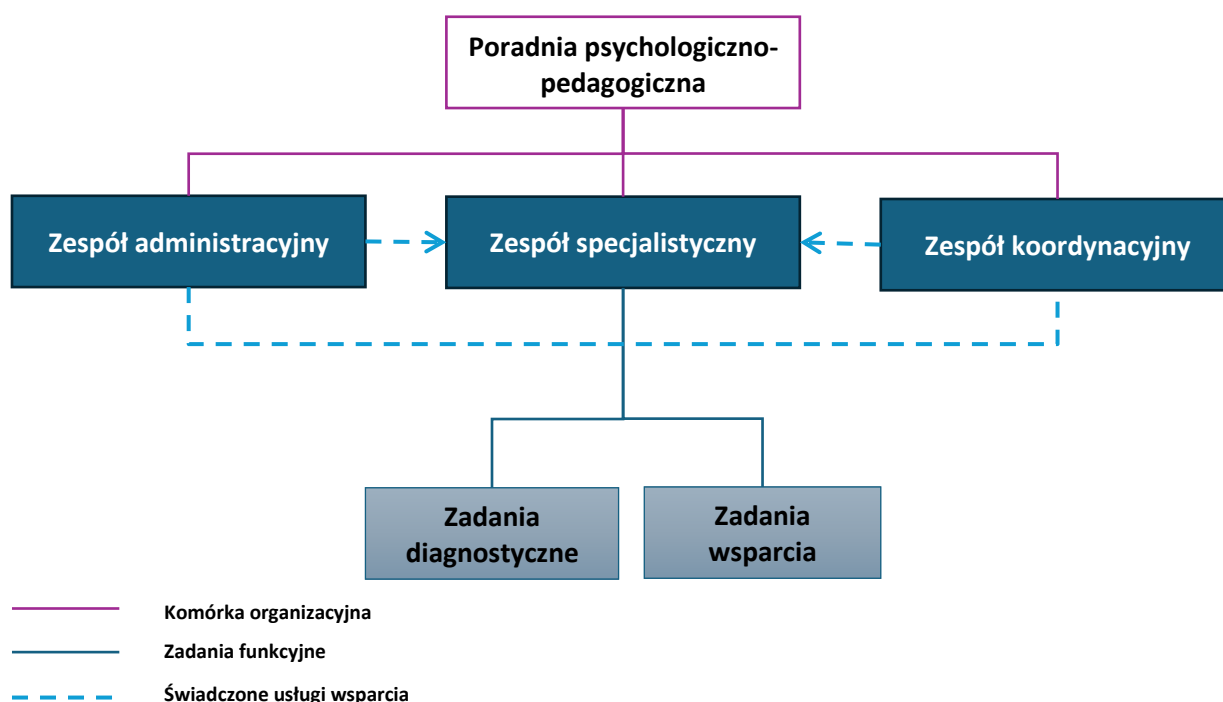 Poradnia psychologiczno-
pedagogiczna
Zespół administracyjny
Zespół specjalistyczny
Zespół koordynacyjny
Zadania
diagnostyczne
Zadania
wsparcia
Komórka organizacyjna
Zadania funkcyjne
Świadczone usługi wsparcia